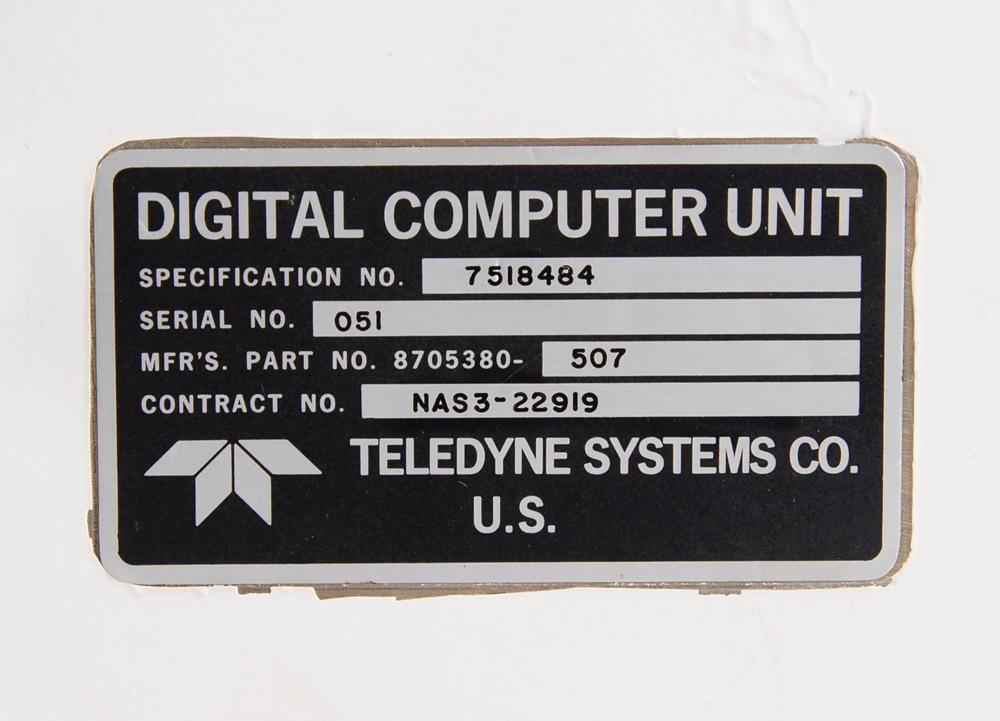 DIGITAL COMPUTER UNIT
SPECIFICATION NO. 7518484
SERIAL NO. 051
MFR'S. PART NO. 8705380- 507
CONTRACT NO. NAS3-22919
TELEDYNE SYSTEMS CO.
U.S.